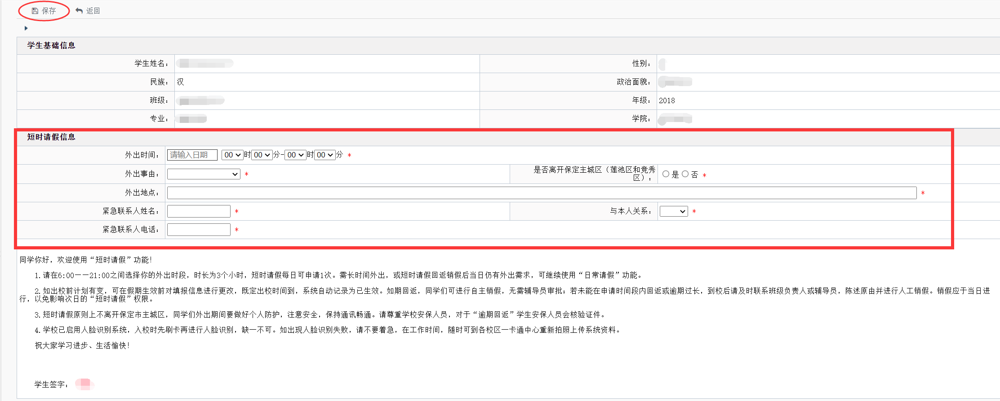 保存 返回
学生基础信息
学生姓名： 性别：
民族： 汉 政治面貌：
班级： 年级： 2018
专业： 学院：
短时请假信息
外出时间： 请输入日期 00 时 00 分- 00 时 00 分 *
外出事由： * 是否离开保定主城区（莲池区和竞秀
区）： 是 否 *
外出地点： *
紧急联系人姓名： * 与本人关系： *
紧急联系人电话： *
同学你好，欢迎使用“短时请假”功能！
1.请在6:00——21:00之间选择你的外出时段，时长为3个小时，短时请假每日可申请1次。需长时间外出，或短时请假回返销假后当日仍有外出需求，可继续使用“日常请假”功能。
2.如出校前计划有变，可在假期生效前对填报信息进行更改，既定出校时间到，系统自动记录为已生效。如期回返，同学们可进行自主销假，无需辅导员审批；若未能在申请时间段内回返或逾期过长，到校后请及时联系班级负责人或辅导员，陈述原由并进行人工销假。销假应于当日进
行，以免影响次日的“短时请假”权限。
3.短时请假原则上不离开保定市主城区，同学们外出期间要做好个人防护，注意安全，保持通讯畅通。请尊重学校安保人员，对于“逾期回返”学生安保人员会核验证件。
4.学校已启用人脸识别系统，入校时先刷卡再进行人脸识别，缺一不可。如出现人脸识别失败，请不要着急，在工作时间，随时可到各校区一卡通中心重新拍照上传系统资料。
祝大家学习进步、生活愉快！
学生签字：